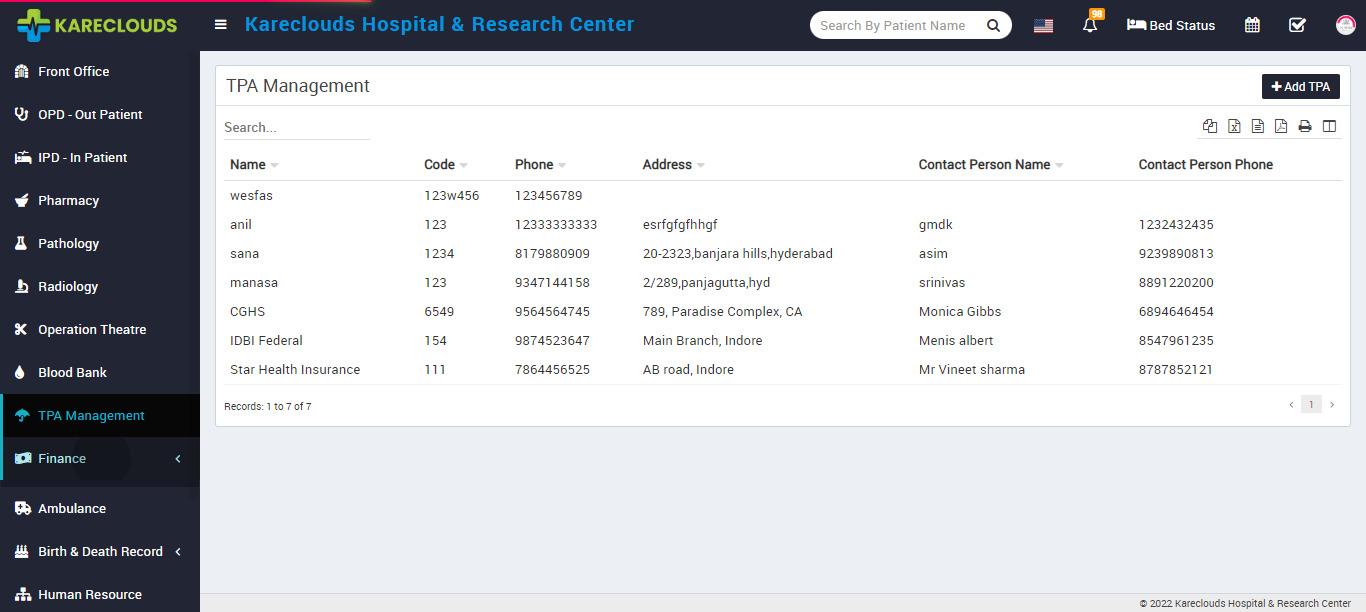 KARECLOUDS
Kareclouds Hospital & Research Center
Search By Patient Name
98
Bed Status
Front Office
OPD - Out Patient
IPD - In Patient
Pharmacy
Pathology
Radiology
Operation Theatre
Blood Bank
TPA Management
Finance
Ambulance
Birth & Death Record
Human Resource
TPA Management
Add TPA
Search...
Name Code Phone Address Contact Person Name Contact Person Phone
wesfas 123w456 123456789
anil 123 12333333333 esrfgfgfhhgf gmdk 1232432435
sana 1234 8179880909 20-2323,banjara hills,hyderabad asim 9239890813
manasa 123 9347144158 2/289,panjagutta,hyd srinivas 8891220200
CGHS 6549 9564564745 789, Paradise Complex, CA Monica Gibbs 6894646454
IDBI Federal 154 9874523647 Main Branch, Indore Menis albert 8547961235
Star Health Insurance 111 7864456525 AB road, Indore Mr Vineet sharma 8787852121
Records: 1 to 7 of 7
1
© 2022 Kareclouds Hospital & Research Center